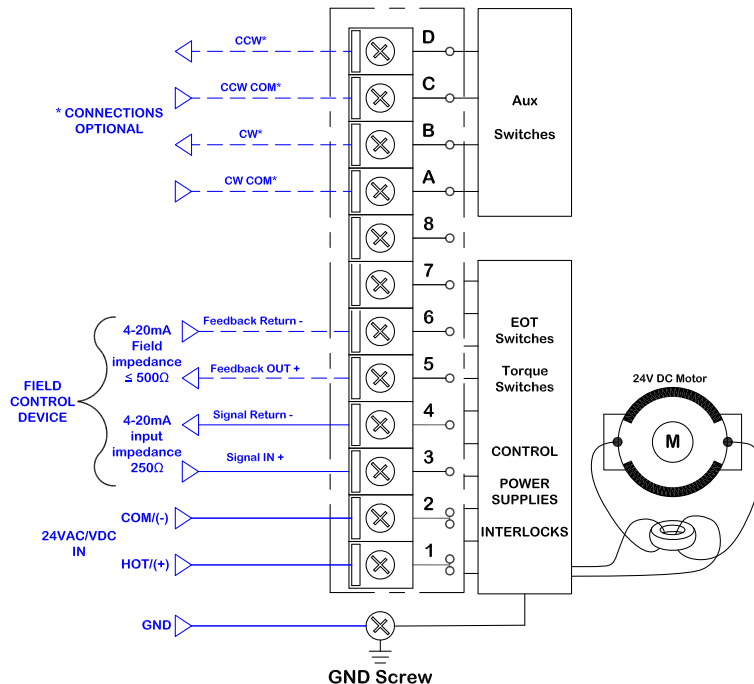 CCW*
D
CCW COM*
C
* CONNECTIONS
OPTIONAL
CW*
B
CW COM*
A
Aux
Switches
8
7
Feedback Return -
6
4-20mA
Field
impedance
≤ 500Ω
Feedback OUT +
5
FIELD
CONTROL
DEVICE
4-20mA
input
impedance
250Ω
Signal Return -
4
Signal IN +
3
24VAC/VDC
IN
COM/(-)
2
HOT/(+)
1
EOT
Switches
Torque
Switches
CONTROL
POWER
SUPPLIES
INTERLOCKS
24V DC Motor
M
GND
GND Screw